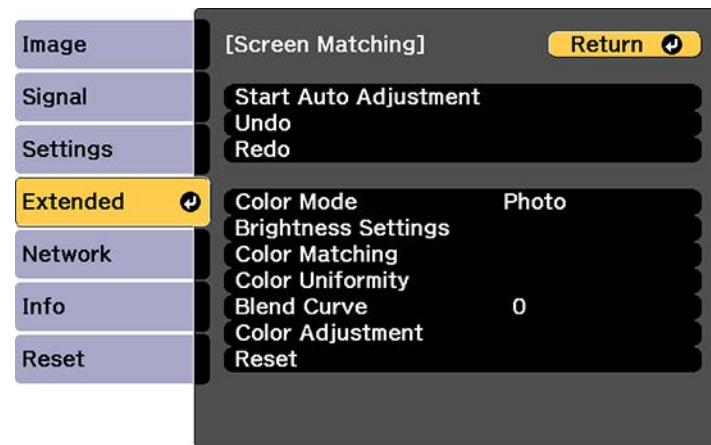 Image
Signal
Settings
Extended
Network
Info
Reset
[Screen Matching] Return
Start Auto Adjustment
Undo
Redo
Color Mode Photo
Brightness Settings
Color Matching
Color Uniformity
Blend Curve 0
Color Adjustment
Reset